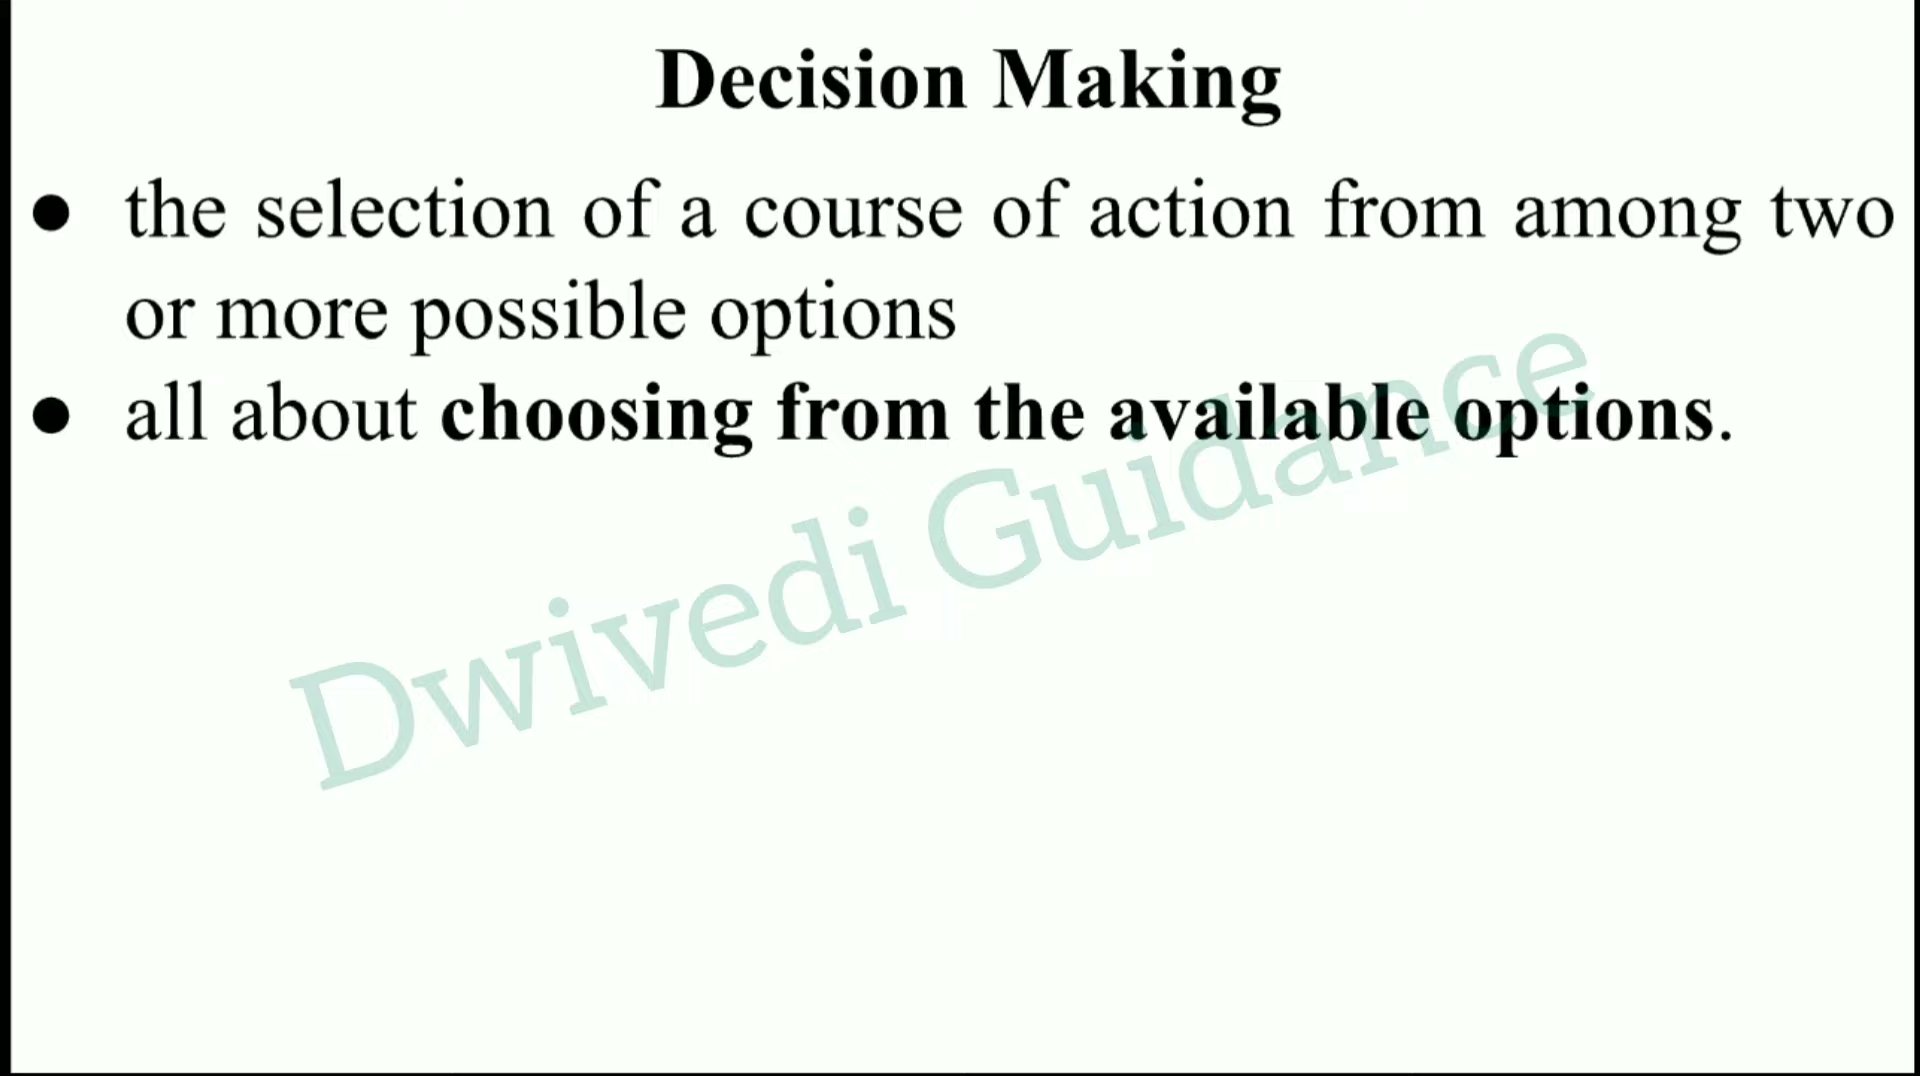 Decision Making
● the selection of a course of action from among two
or more possible options
● all about choosing from the available options.
Dwivedi Guidance